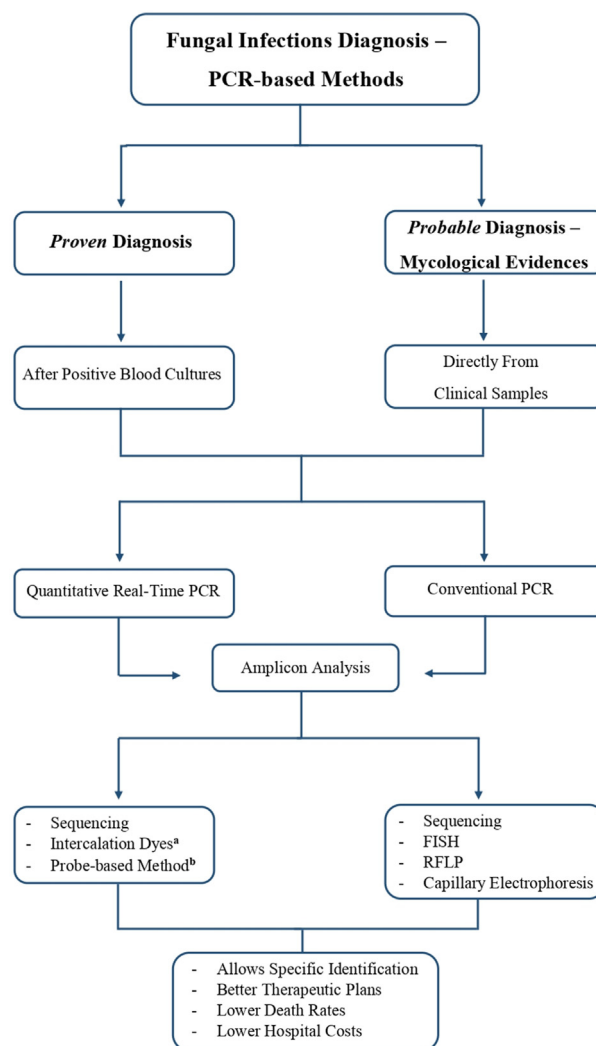 Fungal Infections Diagnosis –
PCR-based Methods
Proven Diagnosis
Probable Diagnosis –
Mycological Evidences
After Positive Blood Cultures
Directly From
Clinical Samples
Quantitative Real-Time PCR
Conventional PCR
Amplicon Analysis
- Sequencing
- Intercalation Dyesa
- Probe-based Methodb
- Sequencing
- FISH
- RFLP
- Capillary Electrophoresis
- Allows Specific Identification
- Better Therapeutic Plans
- Lower Death Rates
- Lower Hospital Costs